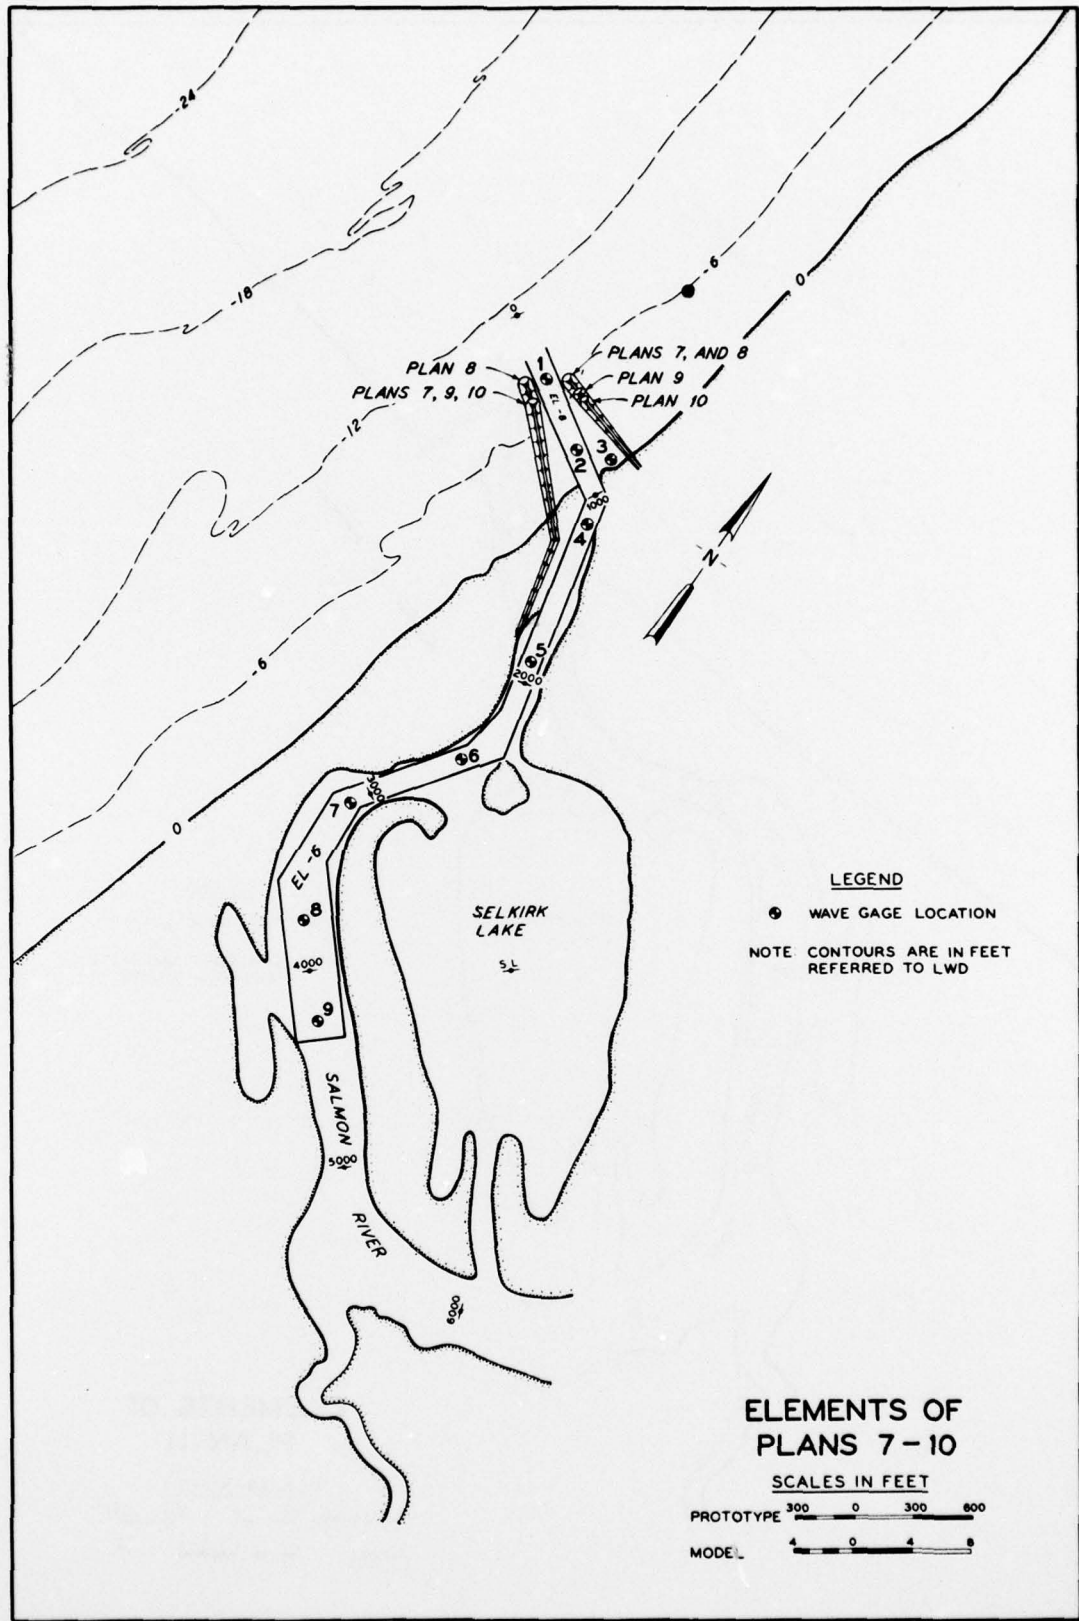 -24
-18
-6
0
0
1
PLANS 7, AND 8
PLAN 8
PLAN 9
PLANS 7, 9, 10
PLAN 10
EL -8
-12
3
2
1000
4
N
-6
5
2000
6
3000
7
0
EL -6
LEGEND
8
SELKIRK
LAKE
WAVE GAGE LOCATION
NOTE: CONTOURS ARE IN FEET
REFERRED TO LWD
4000
S L
9
SALMON
5000
RIVER
6000
ELEMENTS OF
PLANS 7 - 10
SCALES IN FEET
PROTOTYPE 300 0 300 600
MODEL 4 0 4 8